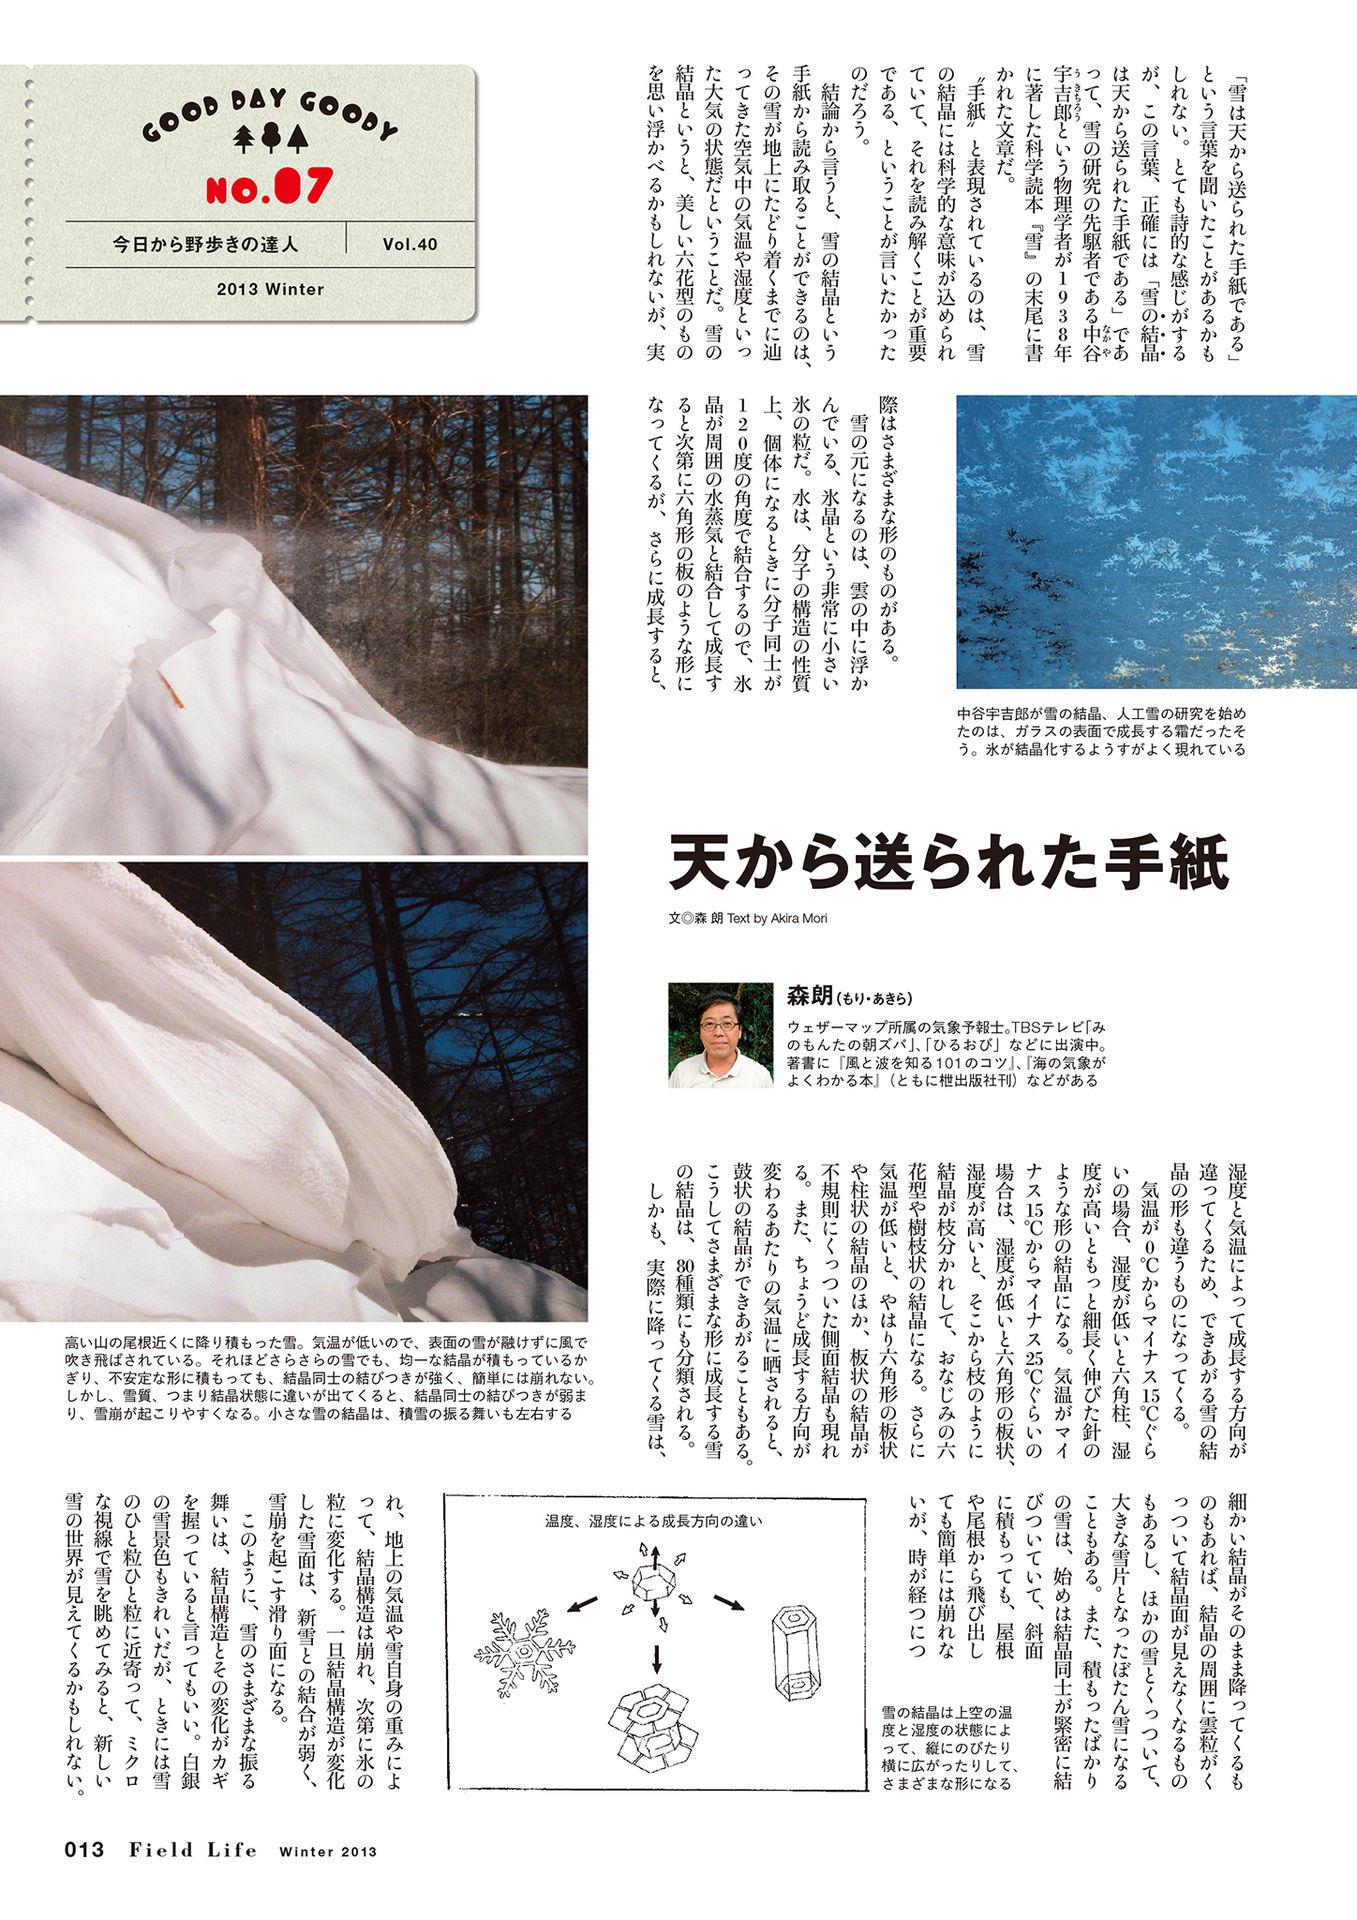 GOOD DAY GOODY
NO.07
今日から野歩きの達人
Vol.40
2013 Winter
「雪は天から送られた手紙である」
という言葉を聞いたことがあるかも
しれない。とても詩的な感じがする
が、この言葉、正確には「雪の結晶
は天から送られた手紙である」であ
って、雪の研究の先駆者である中谷
宇吉郎という物理学者が1938年
に著した科学読本『雪』の末尾に書
かれた文章だ。
〝手紙〟と表現されているのは、雪
の結晶には科学的な意味が込められ
ていて、それを読み解くことが重要
である、ということが言いたかった
のだろう。
結論から言うと、雪の結晶という
手紙から読み取ることができるのは、
その雪が地上にたどり着くまでに辿
ってきた空気中の気温や湿度といっ
た大気の状態だということだ。雪の
結晶というと、美しい六花型のもの
を思い浮かべるかもしれないが、実
際はさまざまな形のものがある。
雪の元になるのは、雲の中に浮か
んでいる、氷晶という非常に小さい
氷の粒だ。水は、分子の構造の性質
上、個体になるときに分子同士が
120度の角度で結合するので、氷
晶が周囲の水蒸気と結合して成長す
ると次第に六角形の板のような形に
なってくるが、さらに成長すると、
中谷宇吉郎が雪の結晶、人工雪の研究を始め
たのは、ガラスの表面で成長する霜だったそ
う。氷が結晶化するようすがよく現れている
天から送られた手紙
文◎森 朗 Text by Akira Mori
森朗（もり・あきら）
ウェザーマップ所属の気象予報士。TBSテレビ「み
のもんたの朝ズバ」、「ひるおび」などに出演中。
著書に『風と波を知る101のコツ』、『海の気象が
よくわかる本』（ともに枻出版社刊）などがある
湿度と気温によって成長する方向が
違ってくるため、できあがる雪の結
晶の形も違うものになってくる。
気温が0℃からマイナス15℃ぐら
いの場合、湿度が低いと六角柱、湿
度が高いともっと細長く伸びた針の
ような形の結晶になる。気温がマイ
ナス15℃からマイナス25℃ぐらいの
場合は、湿度が低いと六角形の板状、
湿度が高いと、そこから枝のように
結晶が枝分かれして、おなじみの六
花型や樹枝状の結晶になる。さらに
気温が低いと、やはり六角形の板状
や柱状の結晶のほか、板状の結晶が
不規則にくっついた側面結晶も現れ
る。また、ちょうど成長する方向が
変わるあたりの気温に晒されると、
鼓状の結晶ができあがることもある。
こうしてさまざまな形に成長する雪
の結晶は、80種類にも分類される。
しかも、実際に降ってくる雪は、
高い山の尾根近くに降り積もった雪。気温が低いので、表面の雪が融けずに風で
吹き飛ばされている。それほどさらさらの雪でも、均一な結晶が積もっているか
ぎり、不安定な形に積もっても、結晶同士の結びつきが強く、簡単には崩れない。
しかし、雪質、つまり結晶状態に違いが出てくると、結晶同士の結びつきが弱ま
り、雪崩が起こりやすくなる。小さな雪の結晶は、積雪の振る舞いも左右する
細かい結晶がそのまま降ってくるも
のもあれば、結晶の周囲に雲粒がく
っついて結晶面が見えなくなるもの
もあるし、ほかの雪とくっついて、
大きな雪片となったぼたん雪になる
こともある。また、積もったばかり
の雪は、始めは結晶同士が緊密に結
びついていて、斜面
に積もっても、屋根
や尾根から飛び出し
ても簡単には崩れな
いが、時が経つにつ
温度、湿度による成長方向の違い
雪の結晶は上空の温
度と湿度の状態によ
って、縦にのびたり
横に広がったりして、
さまざまな形になる
れ、地上の気温や雪自身の重みによ
って、結晶構造は崩れ、次第に氷の
粒に変化する。一旦結晶構造が変化
した雪面は、新雪との結合が弱く、
雪崩を起こす滑り面になる。
このように、雪のさまざまな振る
舞いは、結晶構造とその変化がカギ
を握っていると言ってもいい。白銀
の雪景色もきれいだが、ときには雪
のひと粒ひと粒に近寄って、ミクロ
な視線で雪を眺めてみると、新しい
雪の世界が見えてくるかもしれない。
013 Field Life Winter 2013